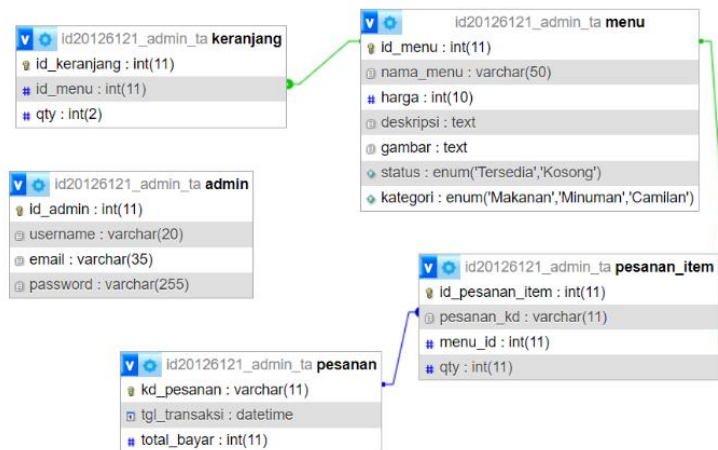 id20126121_admin_ta keranjang
id_keranjang : int(11)
id_menu : int(11)
qty : int(2)
id20126121_admin_ta menu
id_menu : int(11)
nama_menu : varchar(50)
harga : int(10)
deskripsi : text
gambar : text
status : enum('Tersedia','Kosong')
kategori : enum('Makanan','Minuman','Camilan')
id20126121_admin_ta admin
id_admin : int(11)
username : varchar(20)
email : varchar(35)
password : varchar(255)
id20126121_admin_ta pesanan_item
id_pesanan_item : int(11)
pesanan_kd : varchar(11)
menu_id : int(11)
qty : int(11)
id20126121_admin_ta pesanan
kd_pesanan : varchar(11)
tgl_transaksi : datetime
total_bayar : int(11)